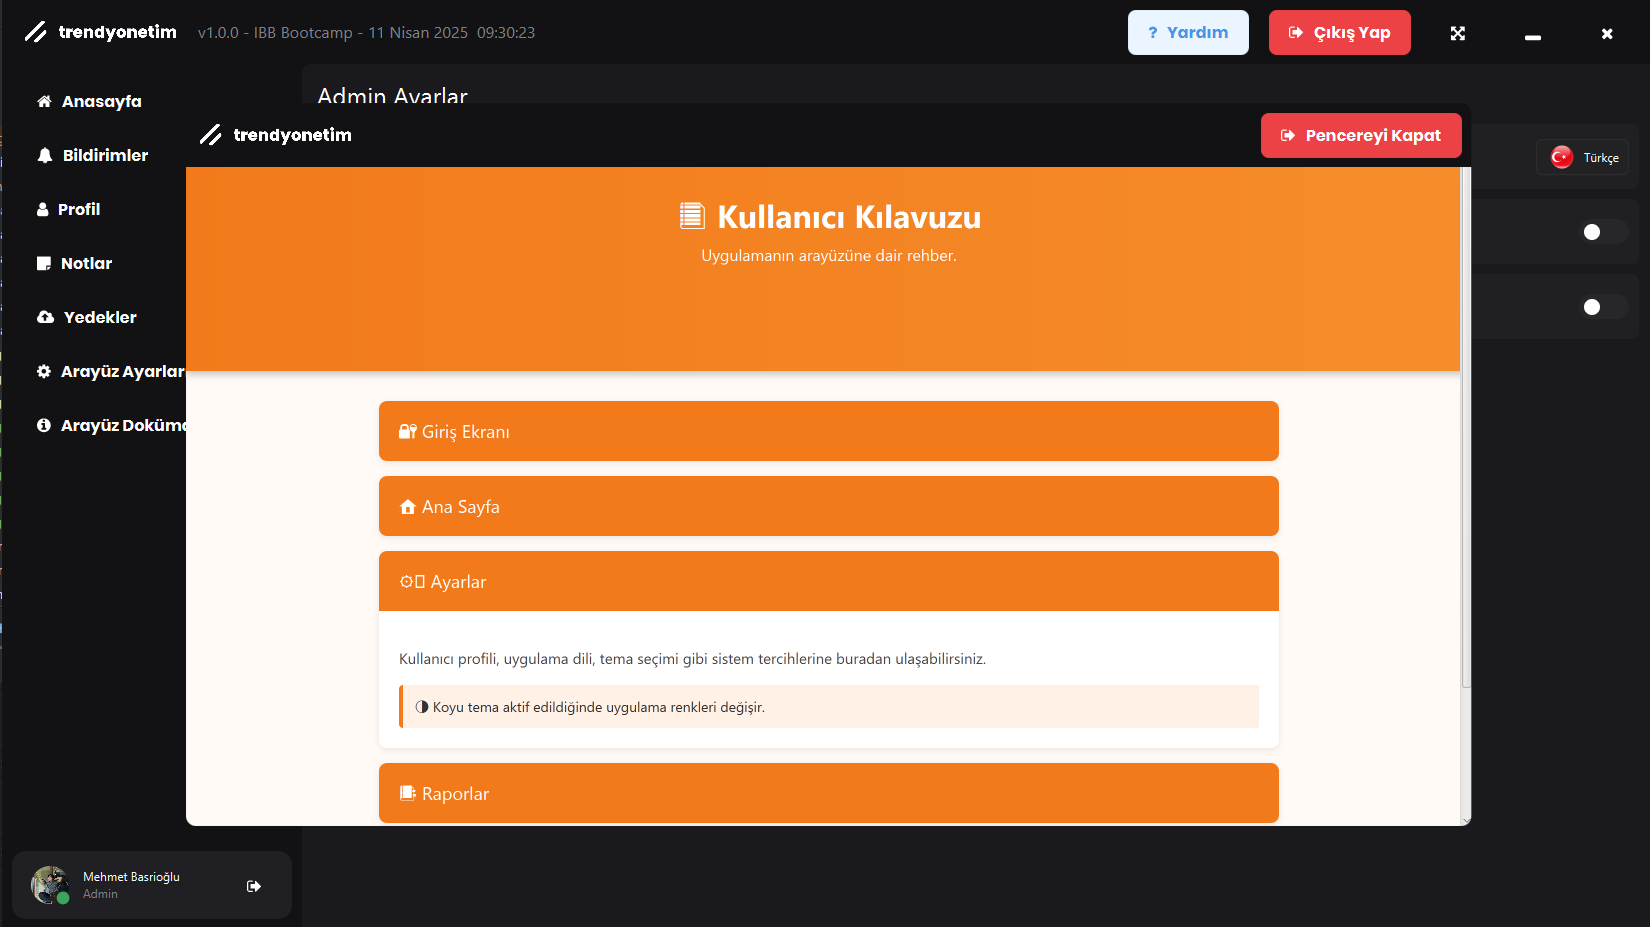 trendyonetim
v1.0.0 - IBB Bootcamp - 11 Nisan 2025 09:30:23
? Yardım
Çıkış Yap
Anasayfa
Bildirimler
Profil
Notlar
Yedekler
Arayüz Ayarlar
Arayüz Doküma
Admin Ayarlar
Türkçe
trendyonetim
Pencereyi Kapat
Kullanıcı Kılavuzu
Uygulamanın arayüzüne dair rehber.
Giriş Ekranı
Ana Sayfa
Ayarlar
Kullanıcı profili, uygulama dili, tema seçimi gibi sistem tercihlerine buradan ulaşabilirsiniz.
Koyu tema aktif edildiğinde uygulama renkleri değişir.
Raporlar
Mehmet Basrioğlu
Admin